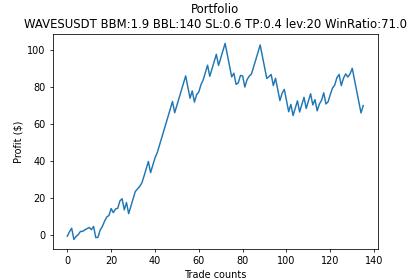 Portfolio
WAVESUSDT BBM:1.9 BBL:140 SL:0.6 TP:0.4 lev:20 WinRatio:71.0
100
80
60
40
20
0
Profit ($)
0 20 40 60 80 100 120 140
Trade counts